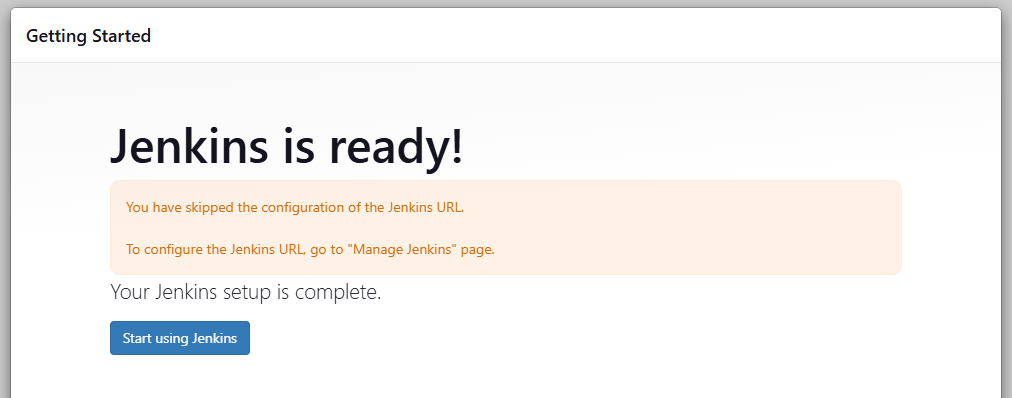 Getting Started
Jenkins is ready!
You have skipped the configuration of the Jenkins URL.
To configure the Jenkins URL, go to "Manage Jenkins" page.
Your Jenkins setup is complete.
Start using Jenkins